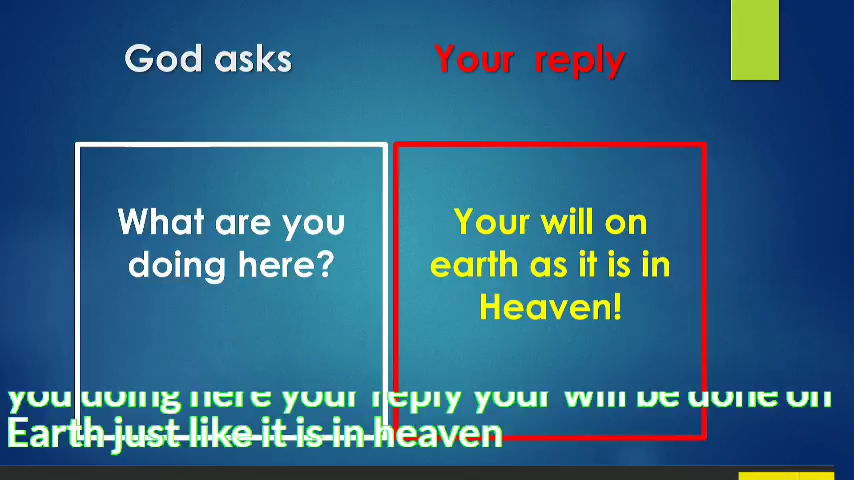 God asks
Your reply
What are you
doing here?
Your will on
earth as it is in
Heaven!
you doing here your reply your will be done on
Earth just like it is in heaven